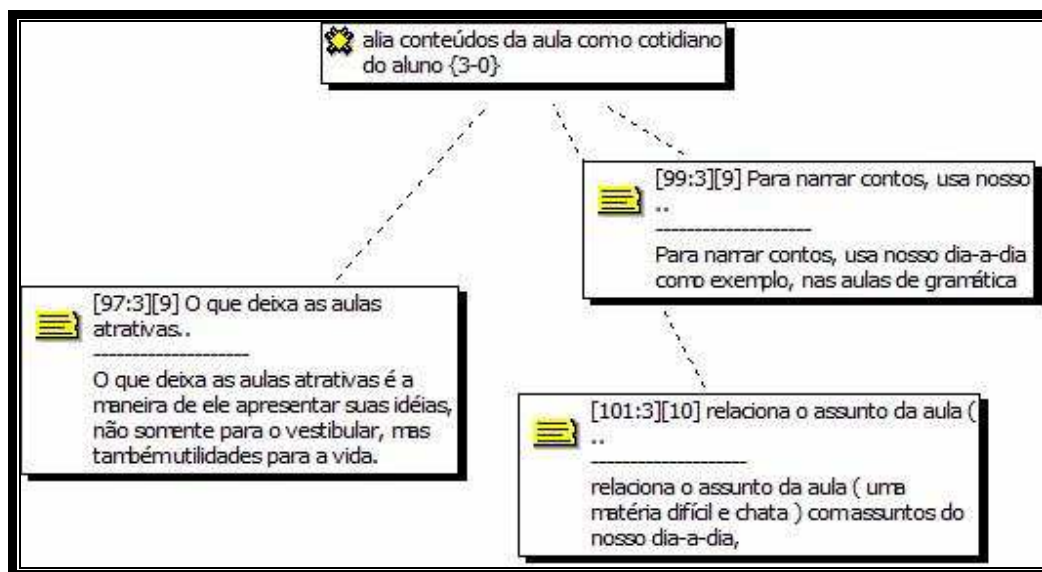 alia conteúdos da aula como cotidiano
do aluno {3-0}
[99:3][9] Para narrar contos, usa nosso
..
--------------------
Para narrar contos, usa nosso dia-a-dia
como exemplo, nas aulas de gramática
[97:3][9] O que deixa as aulas
atrativas..
--------------------
O que deixa as aulas atrativas é a
maneira de ele apresentar suas idéias,
não somente para o vestibular, mas
tambémutilidades para a vida.
[101:3][10] relaciona o assunto da aula (
..
--------------------
relaciona o assunto da aula ( uma
matéria difícil e chata ) comassuntos do
nosso dia-a-dia,